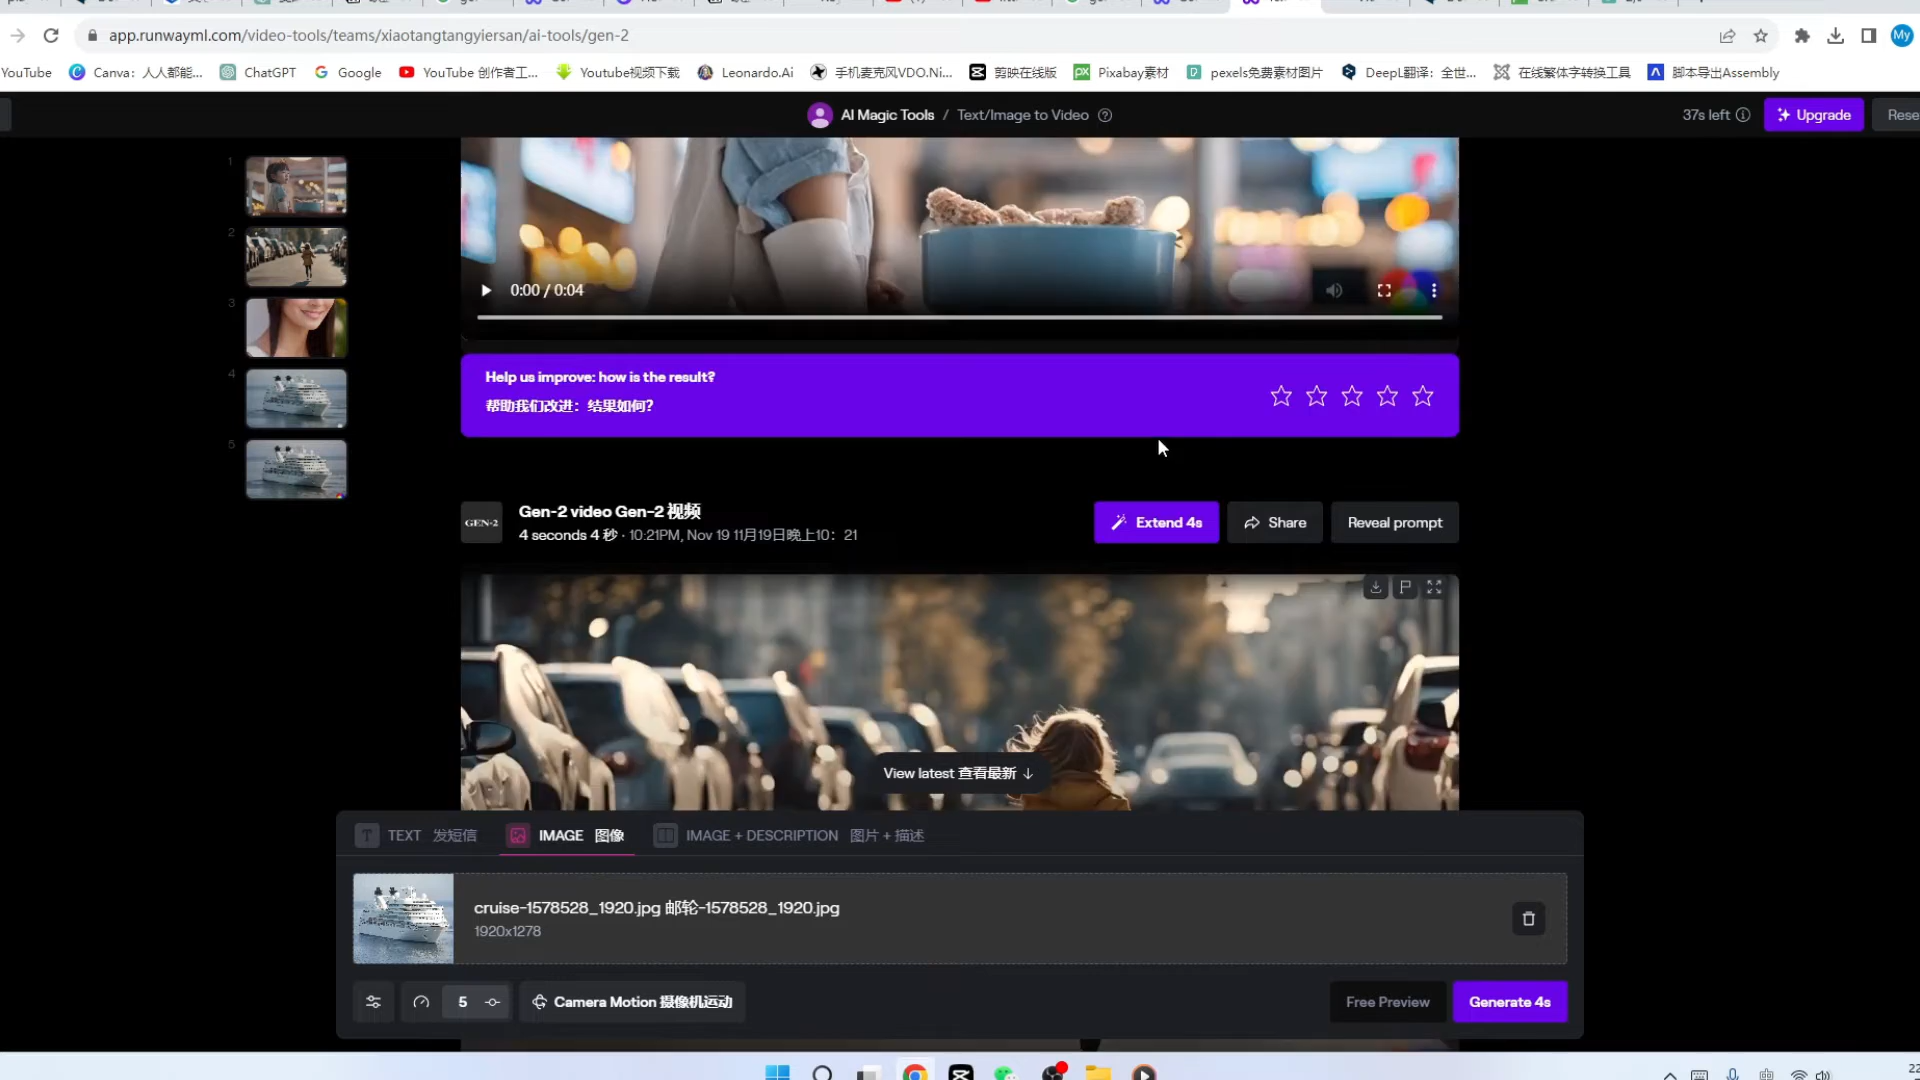 app.runwayml.com/video-tools/teams/xiaotangtangyiersan/ai-tools/gen-2
My
YouTube
Canva：人人都能...
ChatGPT
Google
YouTube 创作者工...
Youtube视频下载
Leonardo.Ai
手机麦克风VDO.Ni...
剪映在线版
Pixabay素材
pexels免费素材图片
DeepL翻译：全世...
在线繁体字转换工具
脚本导出Assembly
AI Magic Tools / Text/Image to Video
37s left
Upgrade
Rese
1
2
3
4
5
0:00 / 0:04
Help us improve: how is the result?
帮助我们改进：结果如何？
GEN-2
Gen-2 video Gen-2 视频
4 seconds 4 秒 · 10:21PM, Nov 19 11月19日晚上10：21
Extend 4s
Share
Reveal prompt
View latest 查看最新 ↓
TEXT 发短信
IMAGE 图像
IMAGE + DESCRIPTION 图片 + 描述
cruise-1578528_1920.jpg 邮轮-1578528_1920.jpg
1920x1278
5
Camera Motion 摄像机运动
Free Preview
Generate 4s
22